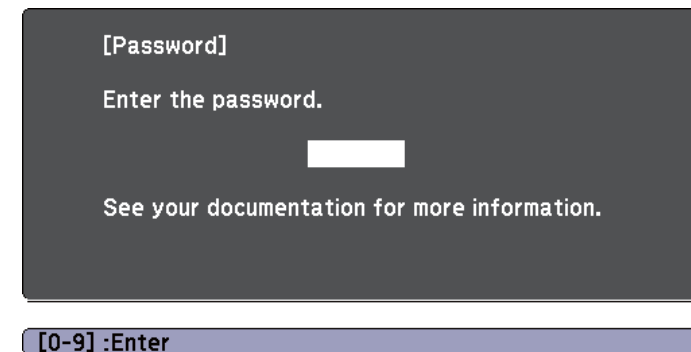 [Password]
Enter the password.
See your documentation for more information.
[0-9] :Enter